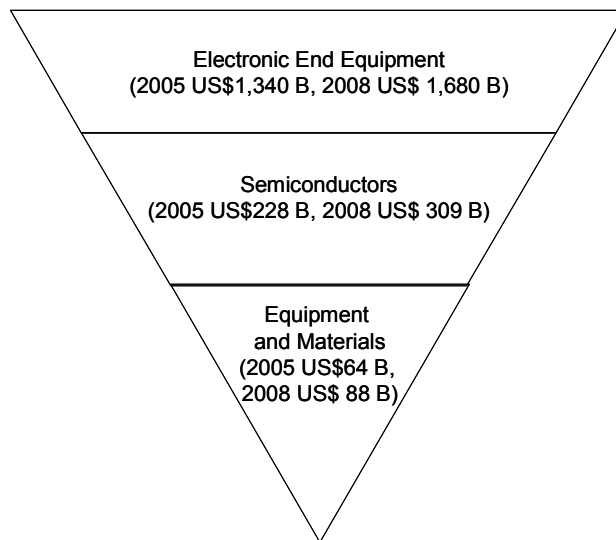 Electronic End Equipment
(2005 US$1,340 B, 2008 US$ 1,680 B)
Semiconductors
(2005 US$228 B, 2008 US$ 309 B)
Equipment
and Materials
(2005 US$64 B,
2008 US$ 88 B)